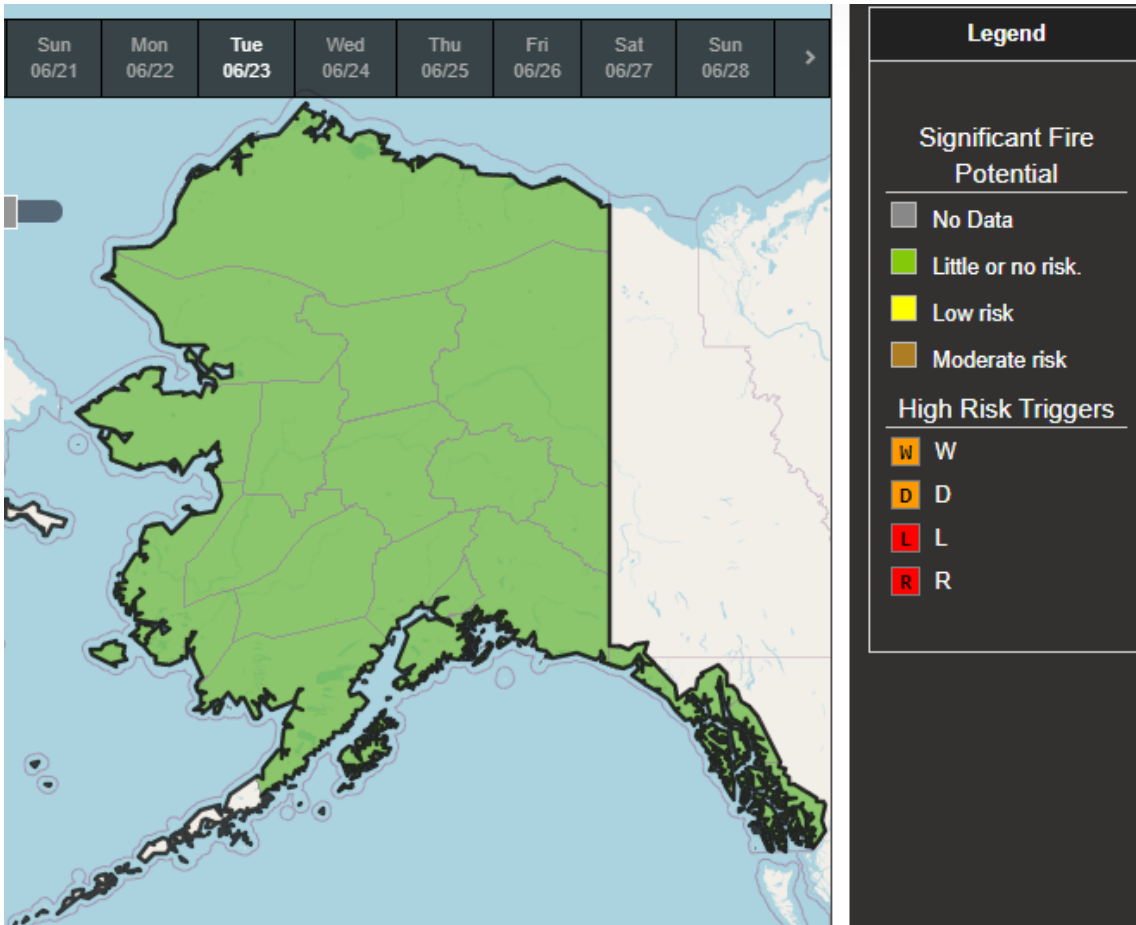 Sun Mon Tue Wed Thu Fri Sat Sun
06/21 06/22 06/23 06/24 06/25 06/26 06/27 06/28 >
Legend
Significant Fire
Potential
No Data
Little or no risk.
Low risk
Moderate risk
High Risk Triggers
W W
D D
L L
R R